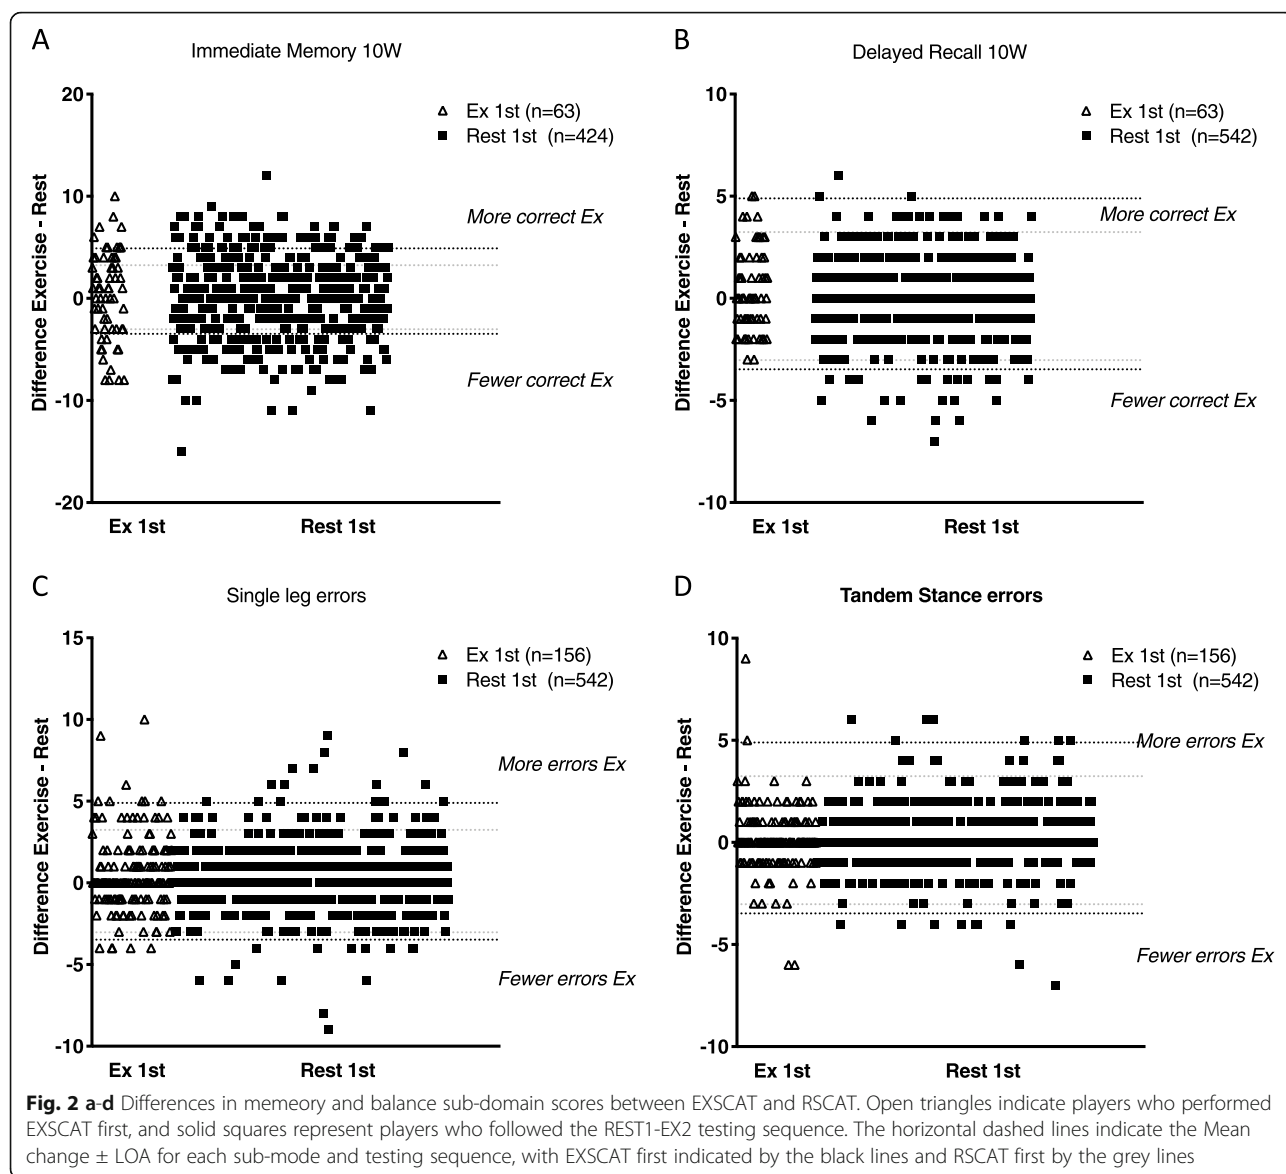 A
Immediate Memory 10W
20
10
0
-10
-20
Difference Exercise - Rest
Ex 1st (n=63)
Rest 1st (n=424)
More correct Ex
Fewer correct Ex
Ex 1st
Rest 1st
B
Delayed Recall 10W
10
5
0
-5
-10
Difference Exercise - Rest
Ex 1st (n=63)
Rest 1st (n=542)
More correct Ex
Fewer correct Ex
Ex 1st
Rest 1st
C
Single leg errors
15
10
5
0
-5
-10
Difference Exercise - Rest
Ex 1st (n=156)
Rest 1st (n=542)
More errors Ex
Fewer errors Ex
Ex 1st
Rest 1st
D
Tandem Stance errors
10
5
0
-5
-10
Difference Exercise - Rest
Ex 1st (n=156)
Rest 1st (n=542)
More errors Ex
Fewer errors Ex
Ex 1st
Rest 1st
Fig. 2 a-d Differences in memeory and balance sub-domain scores between EXSCAT and RSCAT. Open triangles indicate players who performed
EXSCAT first, and solid squares represent players who followed the REST1-EX2 testing sequence. The horizontal dashed lines indicate the Mean
change ± LOA for each sub-mode and testing sequence, with EXSCAT first indicated by the black lines and RSCAT first by the grey lines